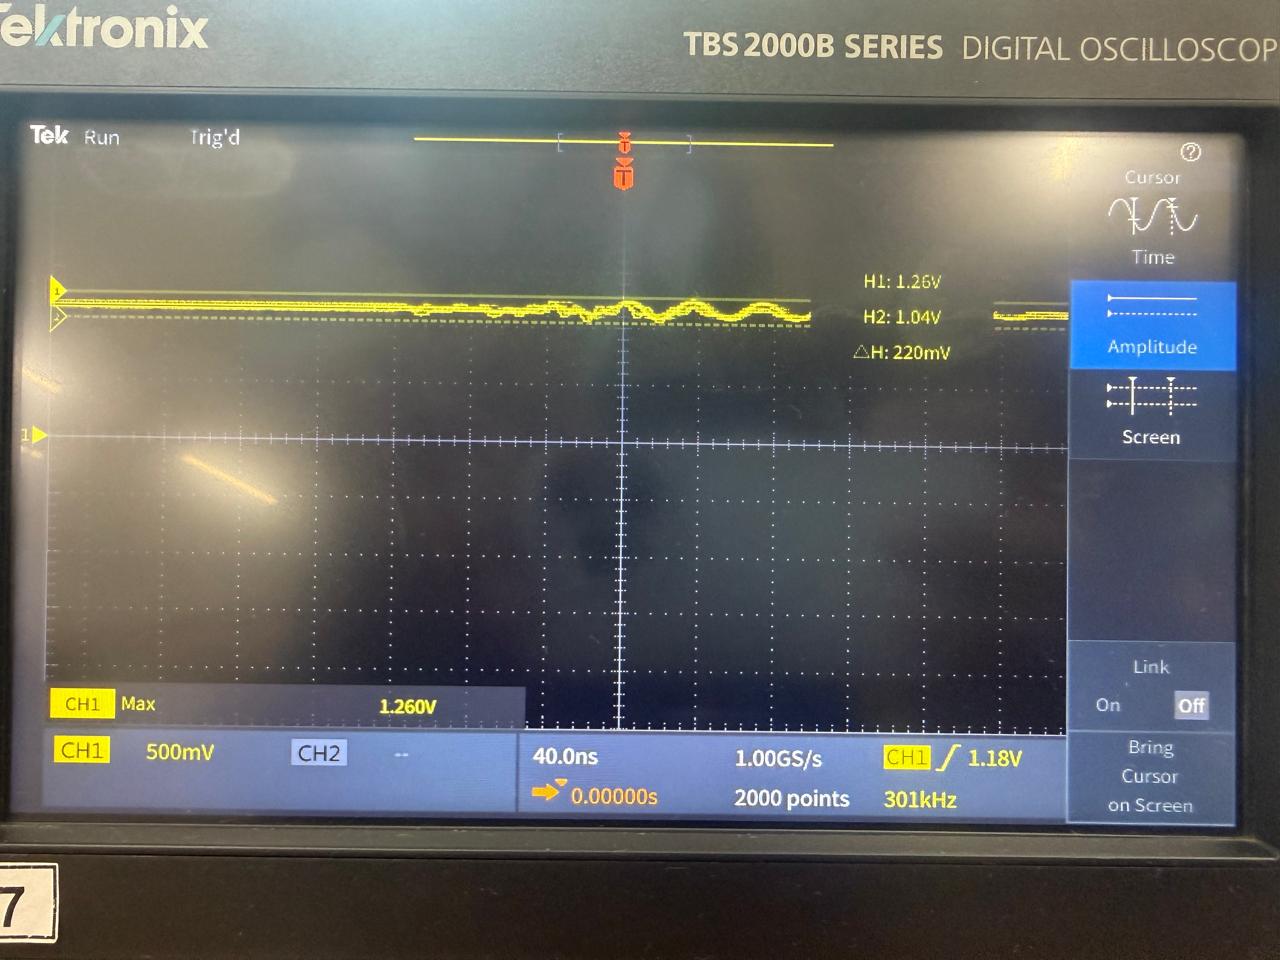 Tektronix
TBS 2000B SERIES DIGITAL OSCILLOSCOP
Tek Run Trig'd
T
T
?
Cursor
Time
1
H1: 1.26V
H2: 1.04V
△H: 220mV
Amplitude
Screen
1
Link
On Off
CH1 Max 1.260V
CH1 500mV CH2 --
40.0ns 1.00GS/s CH1 1.18V
0.00000s 2000 points 301kHz
Bring
Cursor
on Screen
7